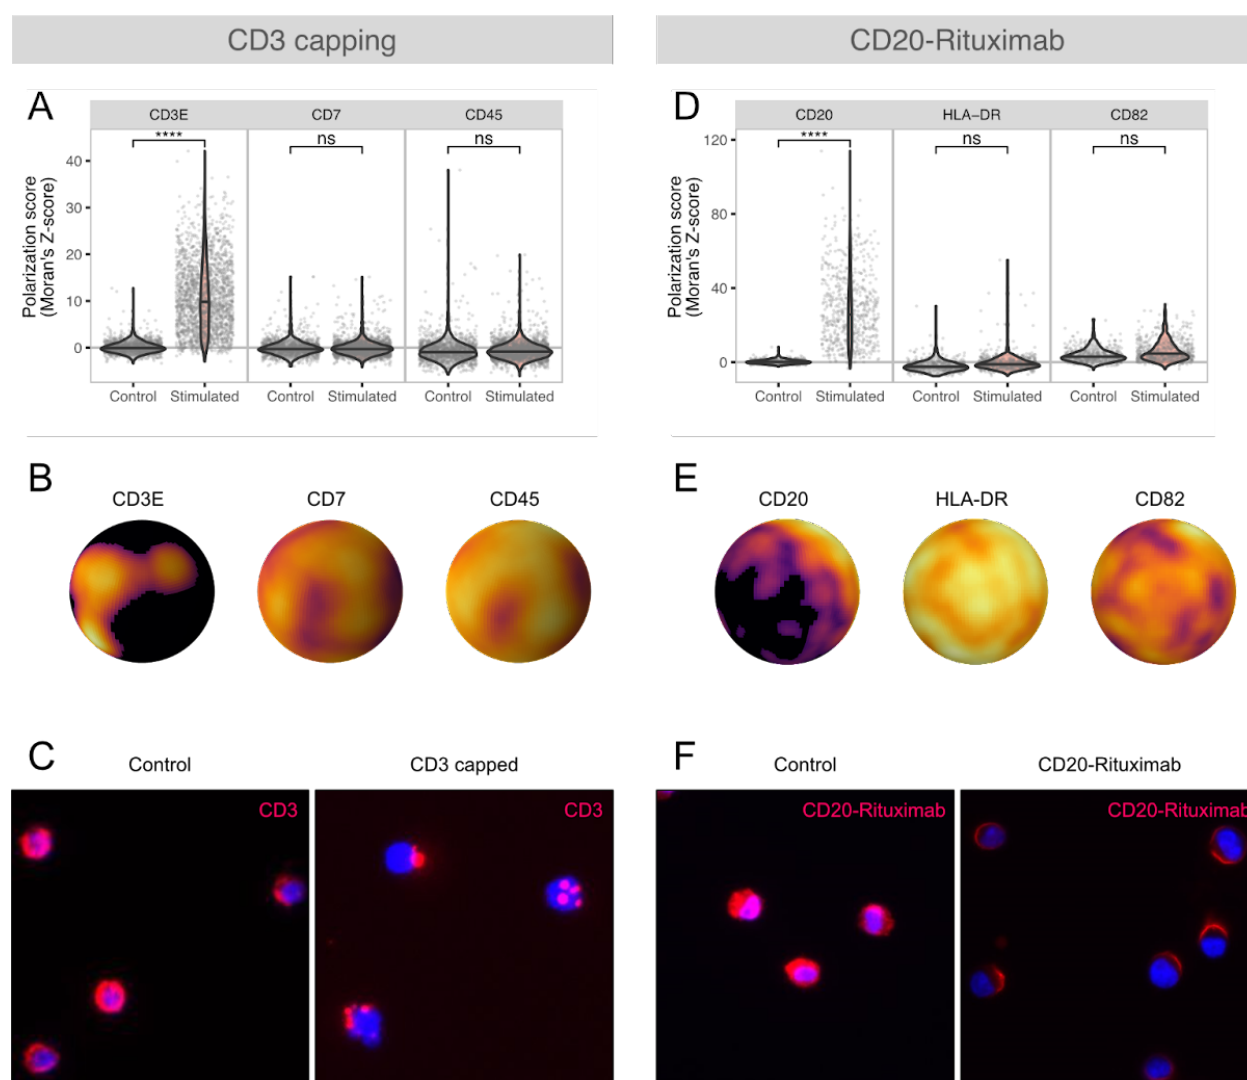 CD3 capping
CD20-Rituximab
A
CD3E
CD7
CD45
****
ns
ns
Polarization score
(Moran's Z-score)
40
30
20
10
0
Control
Stimulated
Control
Stimulated
Control
Stimulated
D
CD20
HLA-DR
CD82
****
ns
ns
Polarization score
(Moran's Z-score)
120
80
40
0
Control
Stimulated
Control
Stimulated
Control
Stimulated
B
CD3E
CD7
CD45
E
CD20
HLA-DR
CD82
C
Control
CD3 capped
CD3
CD3
F
Control
CD20-Rituximab
CD20-Rituximab
CD20-Rituximab